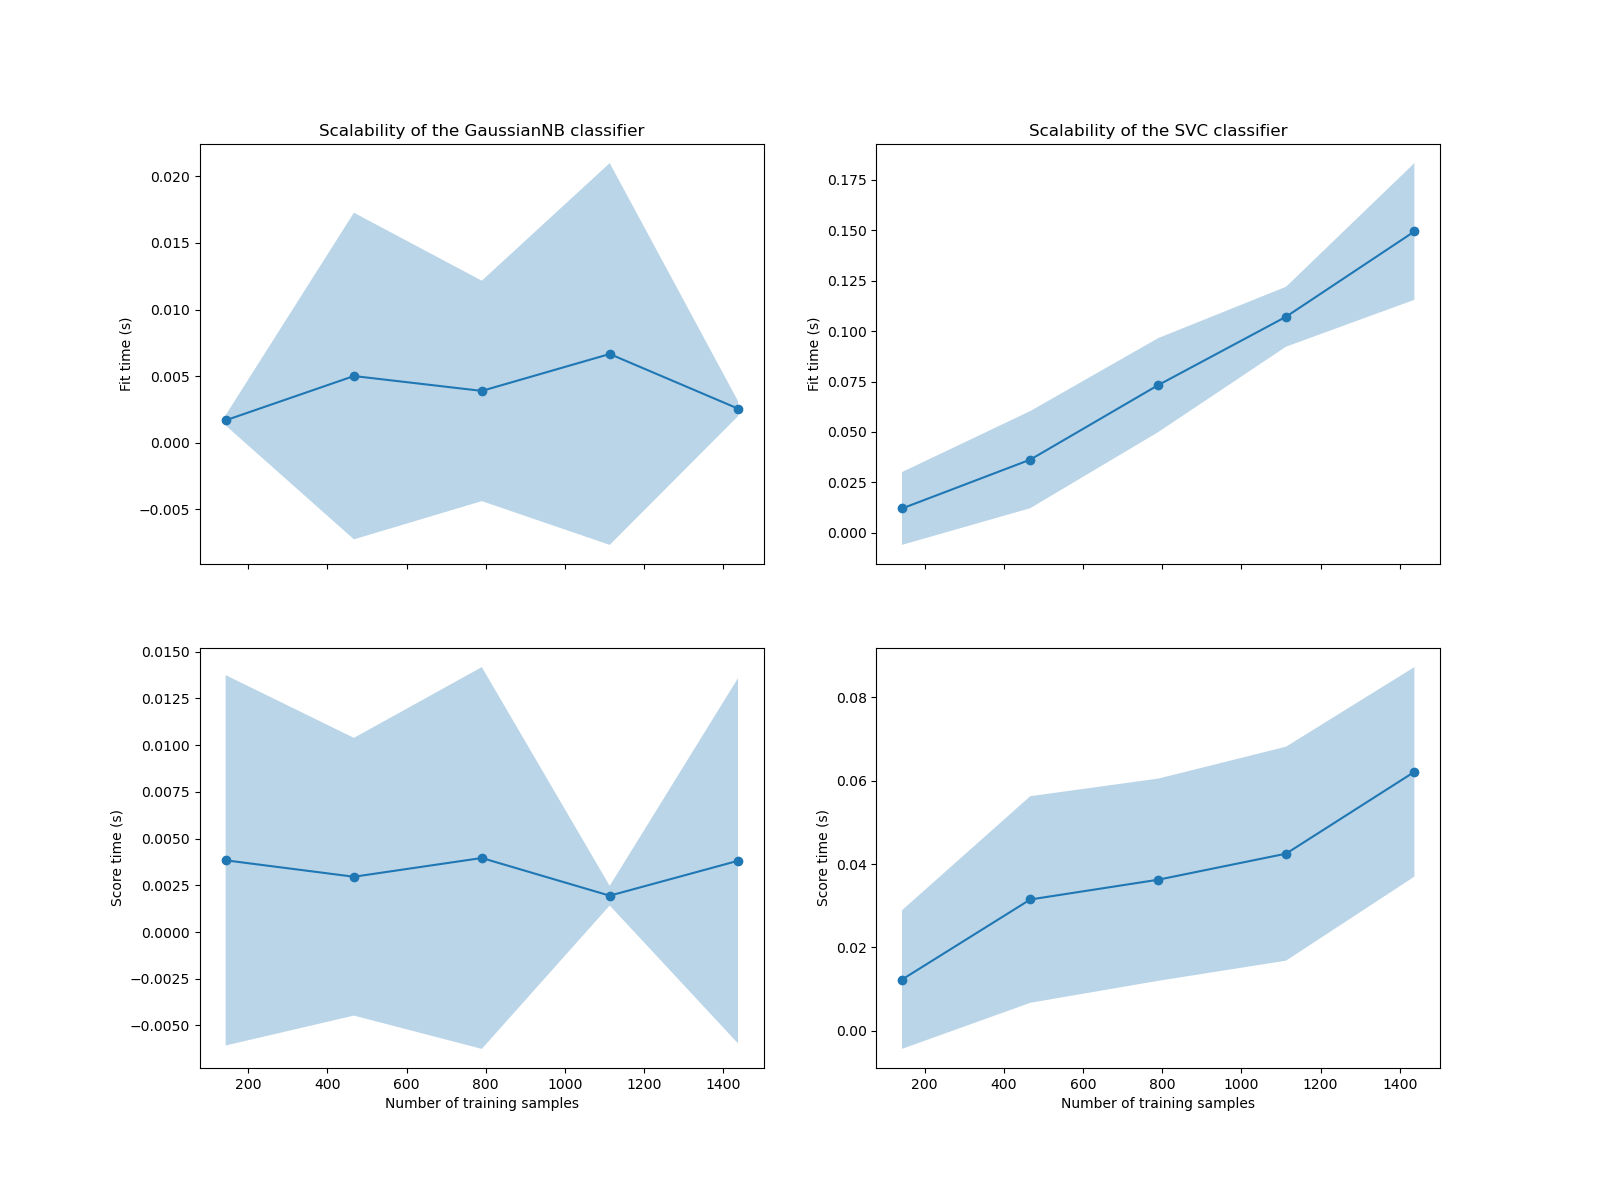 Scalability of the GaussianNB classifier
0.020
0.015
0.010
0.005
0.000
−0.005
Fit time (s)
Scalability of the SVC classifier
0.175
0.150
0.125
0.100
0.075
0.050
0.025
0.000
Fit time (s)
0.0150
0.0125
0.0100
0.0075
0.0050
0.0025
0.0000
−0.0025
−0.0050
Score time (s)
200 400 600 800 1000 1200 1400
Number of training samples
0.08
0.06
0.04
0.02
0.00
Score time (s)
200 400 600 800 1000 1200 1400
Number of training samples